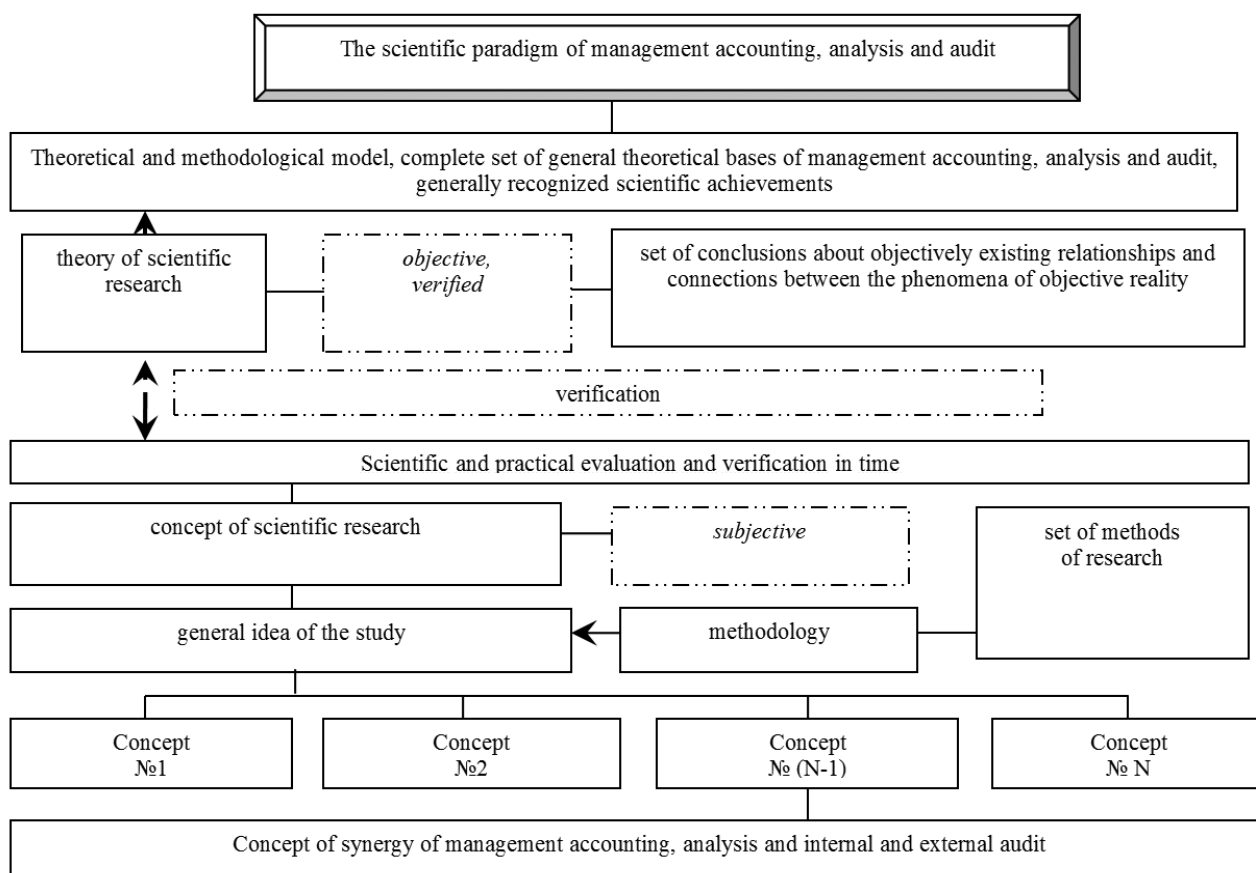 The scientific paradigm of management accounting, analysis and audit
Theoretical and methodological model, complete set of general theoretical bases of management accounting, analysis and audit,
generally recognized scientific achievements
theory of scientific
research
objective,
verified
set of conclusions about objectively existing relationships and
connections between the phenomena of objective reality
verification
Scientific and practical evaluation and verification in time
concept of scientific research
subjective
set of methods
of research
general idea of the study
methodology
Concept
№1
Concept
№2
Concept
№ (N-1)
Concept
№ N
Concept of synergy of management accounting, analysis and internal and external audit